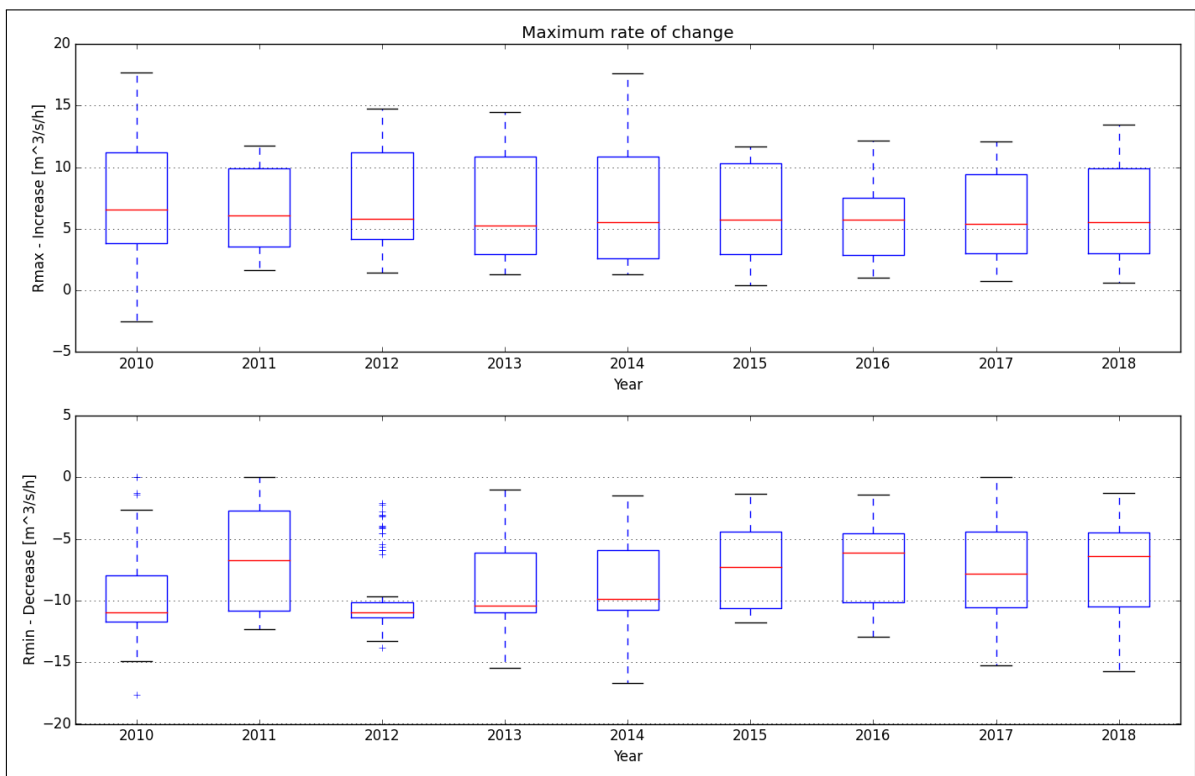 Maximum rate of change
Rmax - Increase [m^3/s/h]
20
15
10
5
0
−5
2010 2011 2012 2013 2014 2015 2016 2017 2018
Year
Rmin - Decrease [m^3/s/h]
5
0
−5
−10
−15
−20
2010 2011 2012 2013 2014 2015 2016 2017 2018
Year